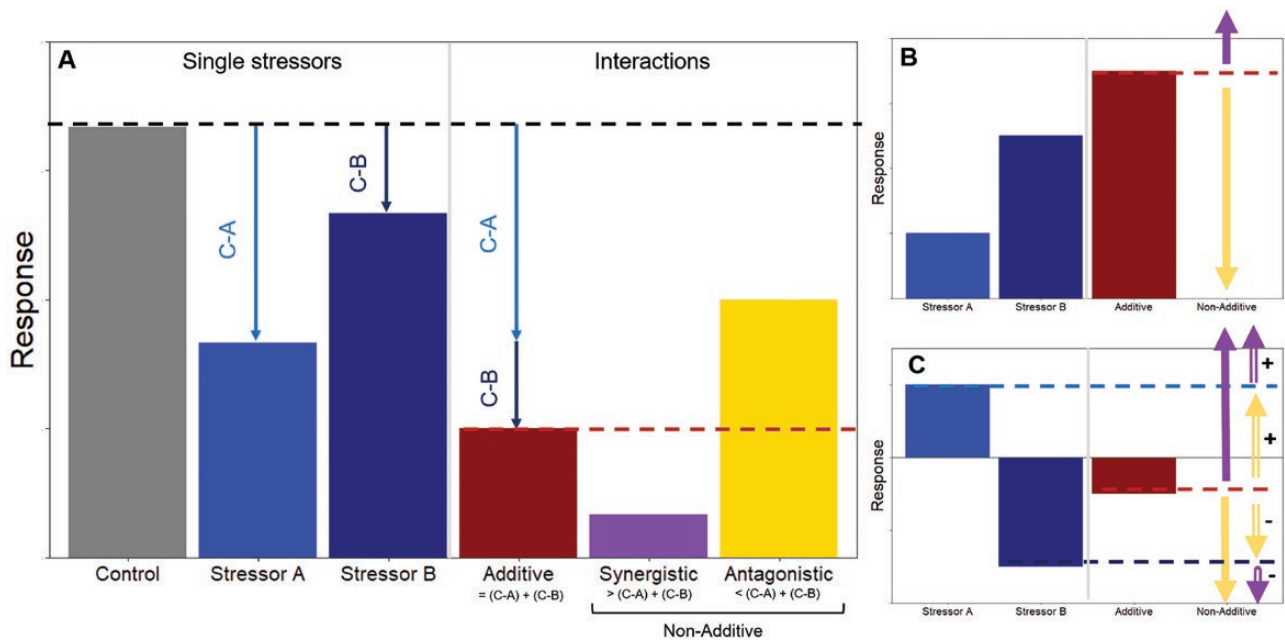 A
Single stressors
Interactions
Response
C-A
C-B
C-A
C-B
Control
Stressor A
Stressor B
Additive
Synergistic
Antagonistic
= (C-A) + (C-B)
> (C-A) + (C-B)
< (C-A) + (C-B)
Non-Additive
B
Response
Stressor A
Stressor B
Additive
Non-Additive
C
+
+
-
-
Response
Stressor A
Stressor B
Additive
Non-Additive